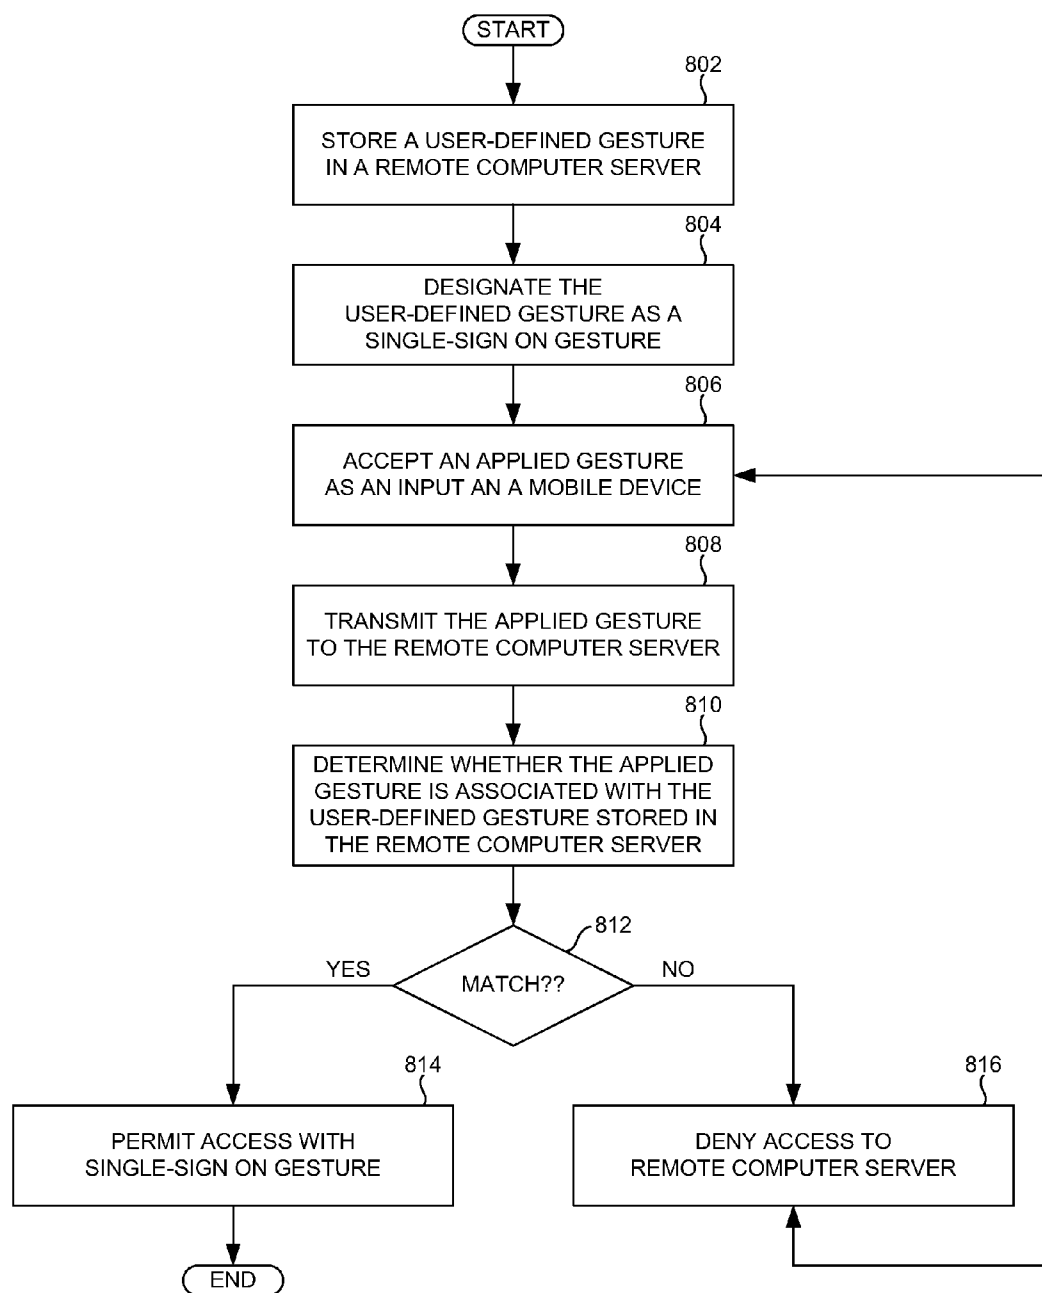 START
802
STORE A USER-DEFINED GESTURE
IN A REMOTE COMPUTER SERVER
804
DESIGNATE THE
USER-DEFINED GESTURE AS A
SINGLE-SIGN ON GESTURE
806
ACCEPT AN APPLIED GESTURE
AS AN INPUT AN A MOBILE DEVICE
808
TRANSMIT THE APPLIED GESTURE
TO THE REMOTE COMPUTER SERVER
810
DETERMINE WHETHER THE APPLIED
GESTURE IS ASSOCIATED WITH THE
USER-DEFINED GESTURE STORED IN
THE REMOTE COMPUTER SERVER
812
YES
MATCH??
NO
814
PERMIT ACCESS WITH
SINGLE-SIGN ON GESTURE
816
DENY ACCESS TO
REMOTE COMPUTER SERVER
END